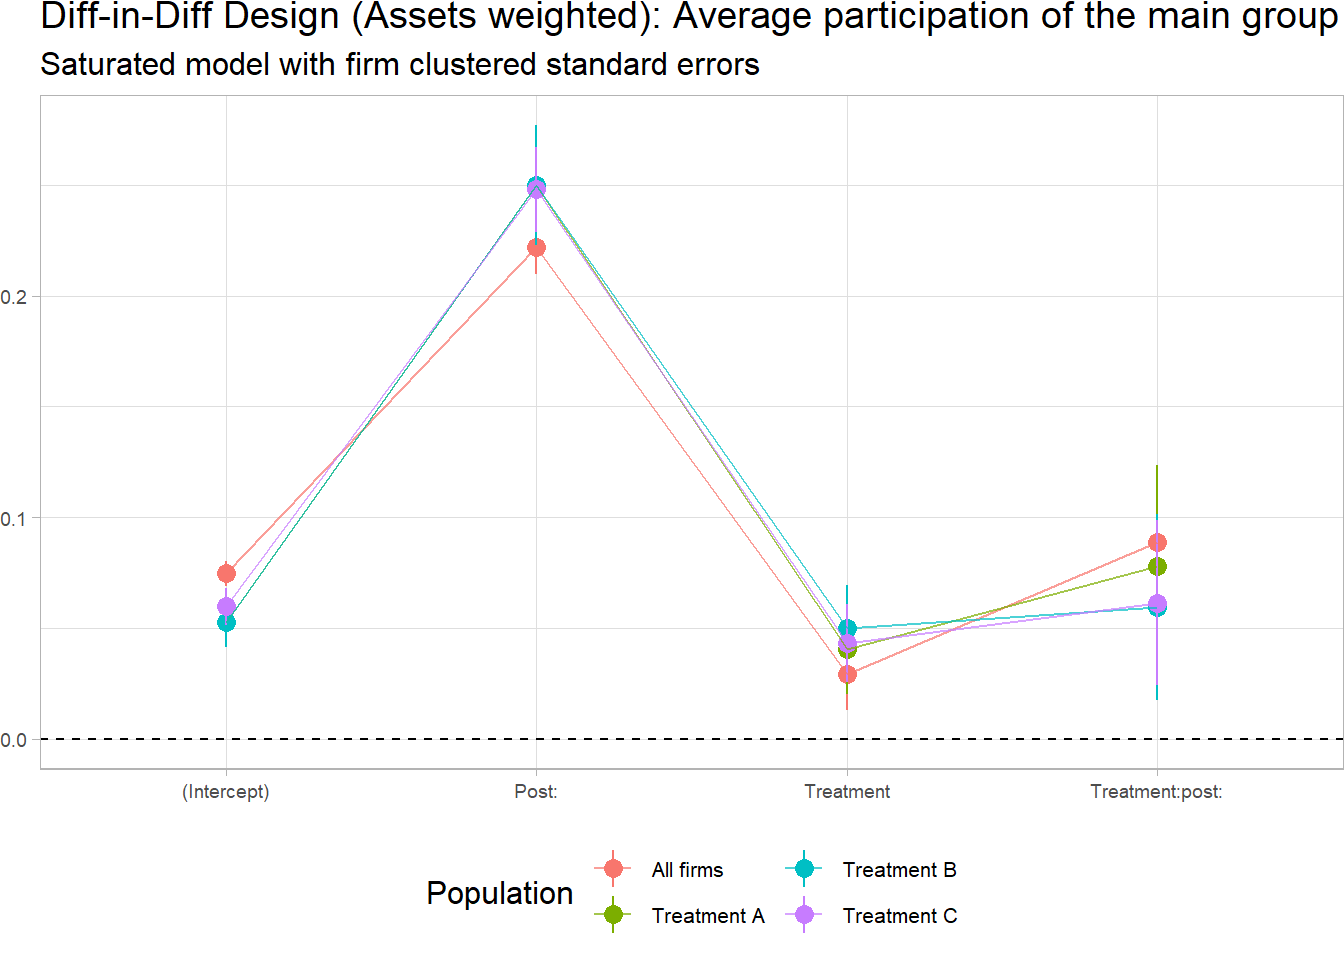 Diff-in-Diff Design (Assets weighted): Average participation of the main group
Saturated model with firm clustered standard errors
0.2
0.1
0.0
(Intercept) Post: Treatment Treatment:post:
Population
All firms Treatment B
Treatment A Treatment C